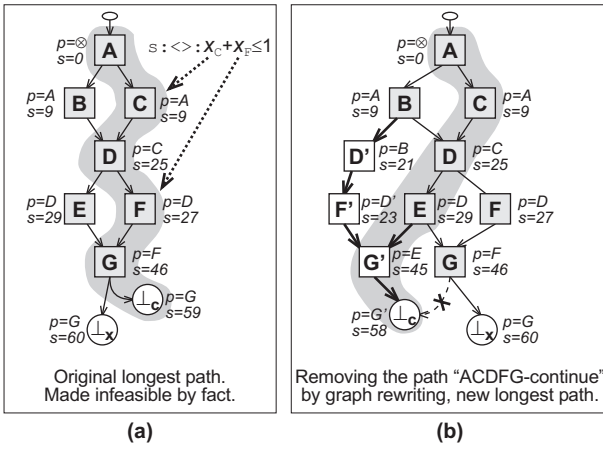 p=⊗
s=0
A
s:<>:x_C+x_F≤1
p=A
s=9
B
C
p=A
s=9
D
p=C
s=25
p=D
s=29
E
F
p=D
s=27
G
p=F
s=46
⊥c
p=G
s=59
p=G
s=60
⊥x
Original longest path.
Made infeasible by fact.
(a)
p=⊗
s=0
A
p=A
s=9
B
C
p=A
s=9
D'
p=B
s=21
D
p=C
s=25
F'
p=D'
s=23
E
p=D
s=29
F
p=D
s=27
G'
p=E
s=45
G
p=F
s=46
p=G'
s=58
⊥c
x
⊥x
p=G
s=60
Removing the path "ACDFG-continue"
by graph rewriting, new longest path.
(b)